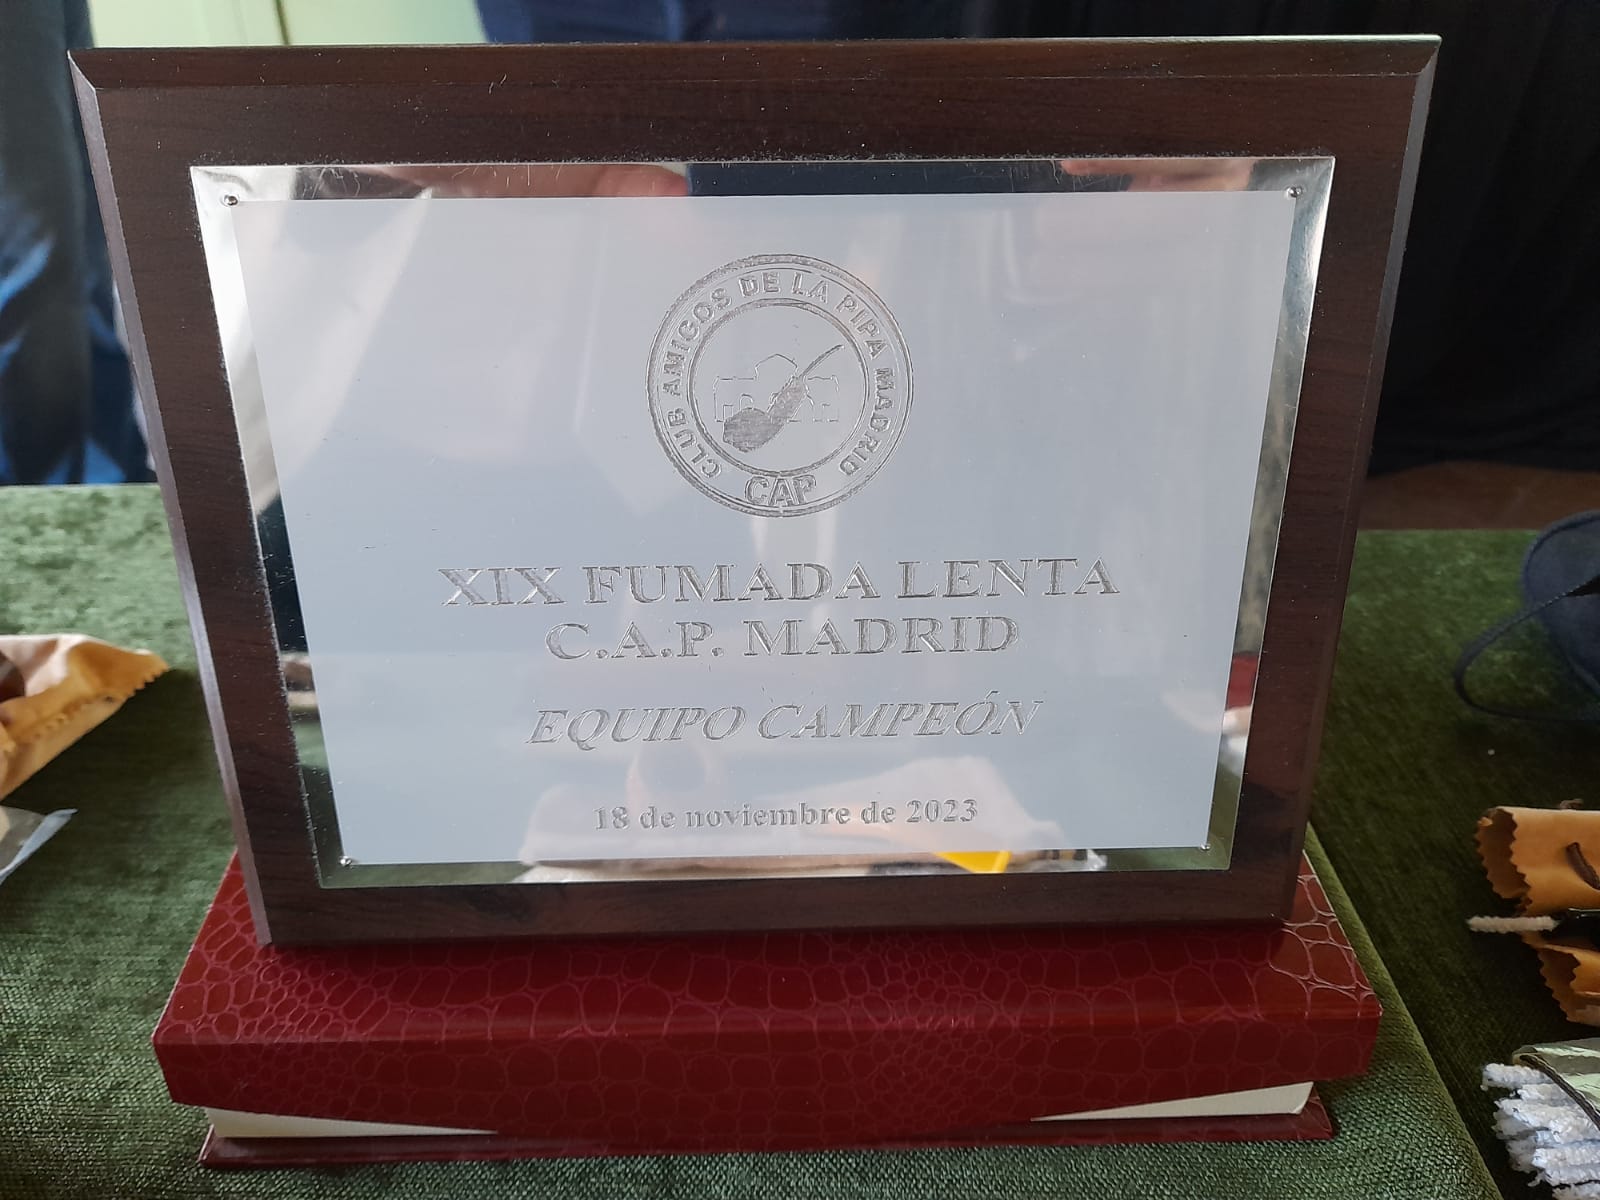 CLUB AMIGOS DE LA PIPA MADRID
CAP
XIX FUMADA LENTA
C.A.P. MADRID
EQUIPO CAMPEÓN
18 de noviembre de 2023